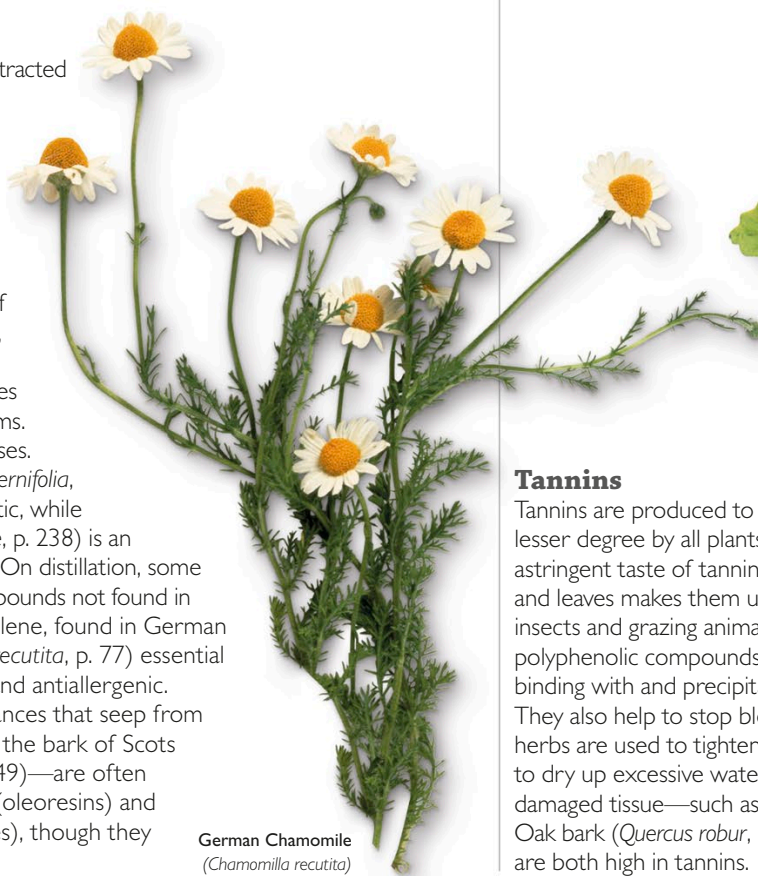 tracted
f
es
ms.
ses.
ernifolia,
tic, while
e, p. 238) is an
On distillation, some
pounds not found in
lene, found in German
ecutita, p. 77) essential
nd antiallergenic.
ances that seep from
the bark of Scots
49)—are often
(oleoresins) and
es), though they
German Chamomile
(Chamomilla recutita)
Tannins
Tannins are produced to
lesser degree by all plants
astringent taste of tannin
and leaves makes them u
insects and grazing anima
polyphenolic compounds
binding with and precipit
They also help to stop ble
herbs are used to tighten
to dry up excessive wate
damaged tissue—such as
Oak bark (Quercus robur,
are both high in tannins.